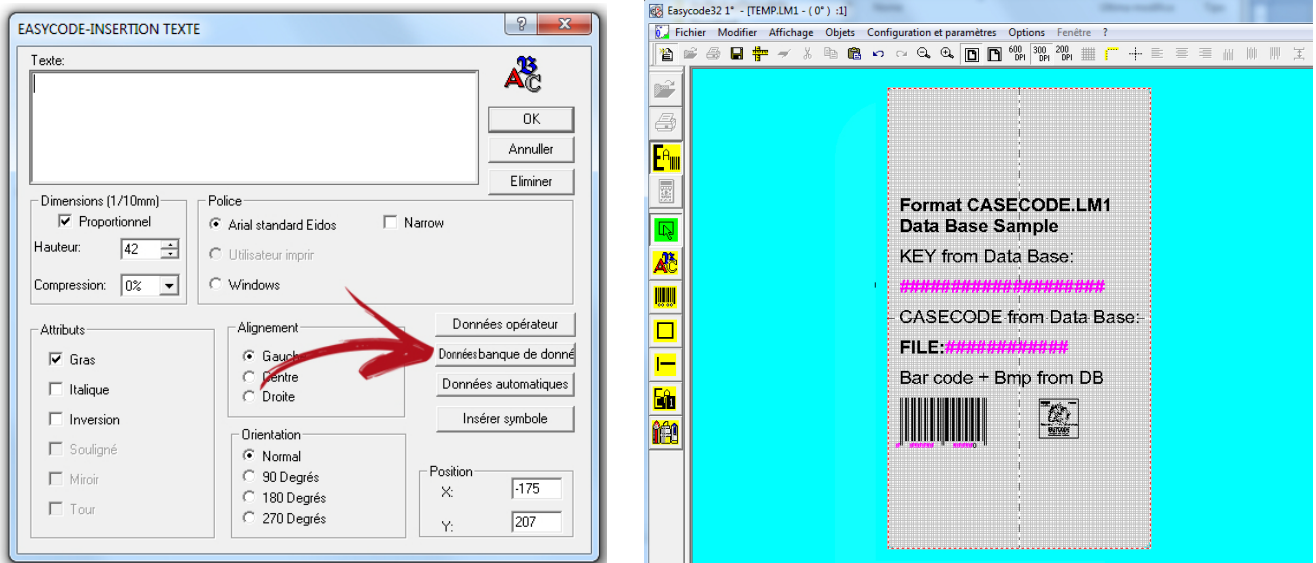 EASYCODE-INSERTION TEXTE
Texte:
OK
Annuller
Eliminer
Dimensions (1/10mm)
Proportionnel
Hauteur:
42
Compression:
0%
Police
Arial standard Eidos
Narrow
Utilisateur imprir
Windows
Attributs
Gras
Italique
Inversion
Souligné
Miroir
Tour
Alignement
Gauche
Centre
Droite
Orientation
Normal
90 Degrés
180 Degrés
270 Degrés
Données opérateur
Données banque de donné
Données automatiques
Insérer symbole
Position
X:
-175
Y:
207
Easycode32 1° - [TEMP.LM1 - ( 0° ) :1]
Fichier Modifier Affichage Objets Configuration et paramètres Options Fenêtre ?
600 DPI 300 DPI 200 DPI
Format CASECODE.LM1
Data Base Sample
KEY from Data Base:
#####################
CASECODE from Data Base:
FILE:############
Bar code + Bmp from DB